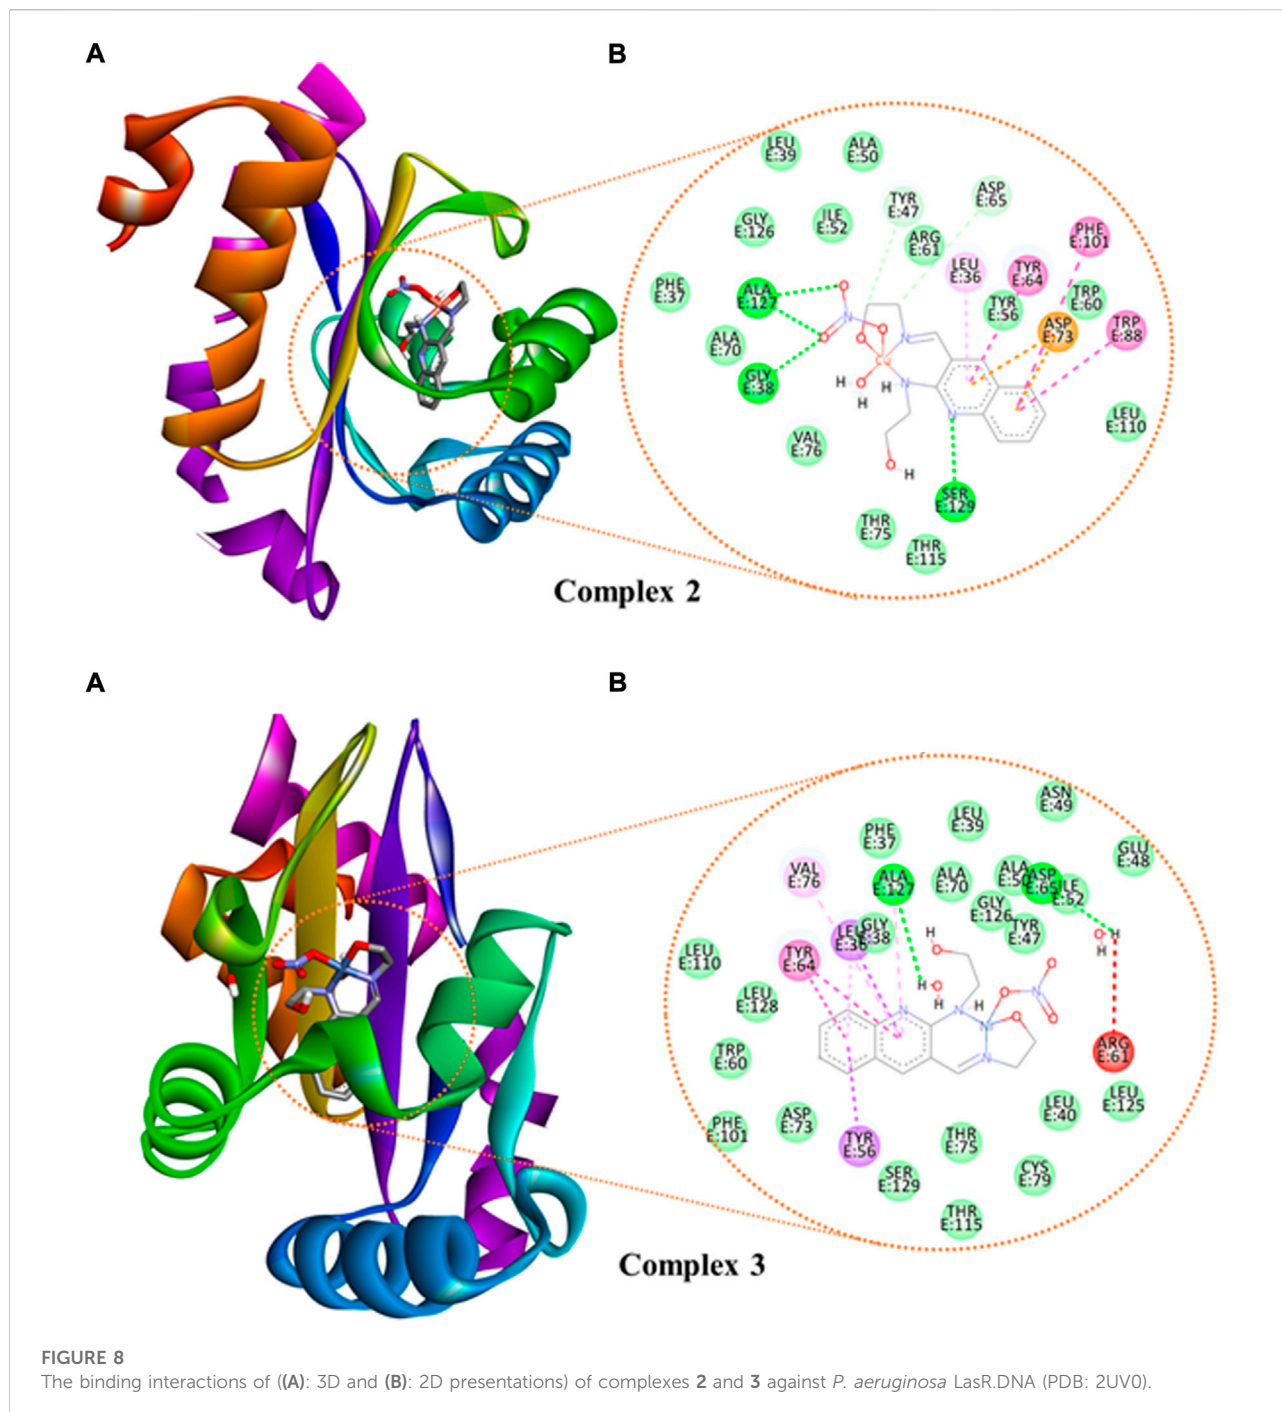 A
B
LEU
E:39
ALA
E:50
TYR
E:47
ASP
E:65
GLY
E:126
ILE
E:52
ARG
E:61
PHE
E:101
LEU
E:36
TYR
E:64
PHE
E:37
ALA
E:127
TYR
E:56
TRP
E:60
ASP
E:73
TRP
E:88
ALA
E:70
GLY
E:38
O
N
O
O
O
N
H
O
H
H
N
N
LEU
E:110
VAL
E:76
O
H
SER
E:129
THR
E:75
THR
E:115
Complex 2
A
B
ASN
E:49
LEU
E:39
PHE
E:37
GLU
E:48
VAL
E:76
ALA
E:127
ALA
E:70
ALA
E:50
ASP
E:65
ILE
E:52
GLY
E:126
TYR
E:47
LEU
E:36
GLY
E:38
H
O
O
H
H
LEU
E:110
TYR
E:64
H
O
H
O
N
O
O
LEU
E:128
N
N
H
O
N
N
TRP
E:60
ARG
E:61
PHE
E:101
ASP
E:73
TYR
E:56
THR
E:75
LEU
E:40
LEU
E:125
SER
E:129
CYS
E:79
THR
E:115
Complex 3
FIGURE 8
The binding interactions of ((A): 3D and (B): 2D presentations) of complexes 2 and 3 against P. aeruginosa LasR.DNA (PDB: 2UV0).